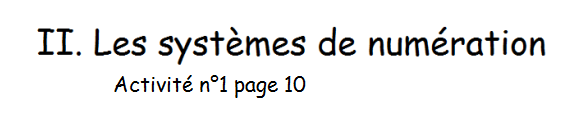 II. Les systèmes de numération
Activité n°1 page 10